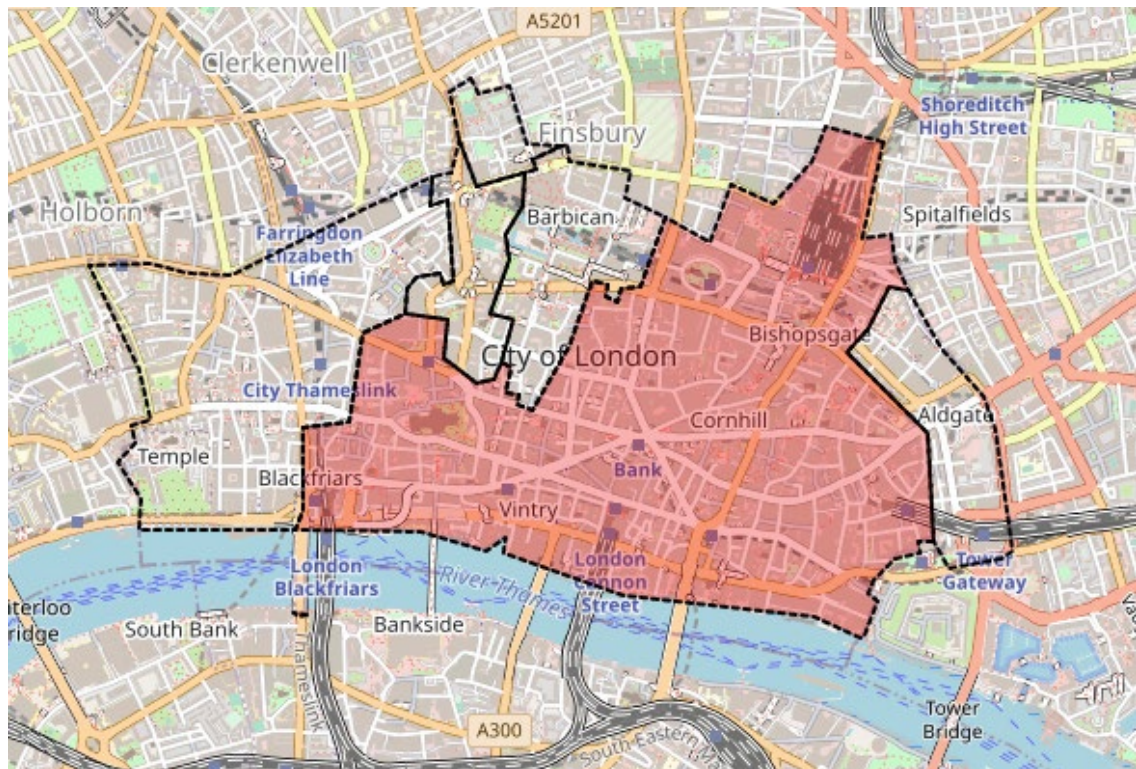 A5201
Clerkenwell
Shoreditch
High Street
Finsbury
Holborn
Barbican
Spitalfields
Farringdon
Elizabeth
Line
Bishopsgate
City of London
City Thameslink
Cornhill
Aldgate
Temple
Bank
Blackfriars
Vintry
London
Blackfriars
London
Cannon
Street
Tower
Gateway
River Thames
South Bank
Bankside
Thameslink
A300
Tower
Bridge